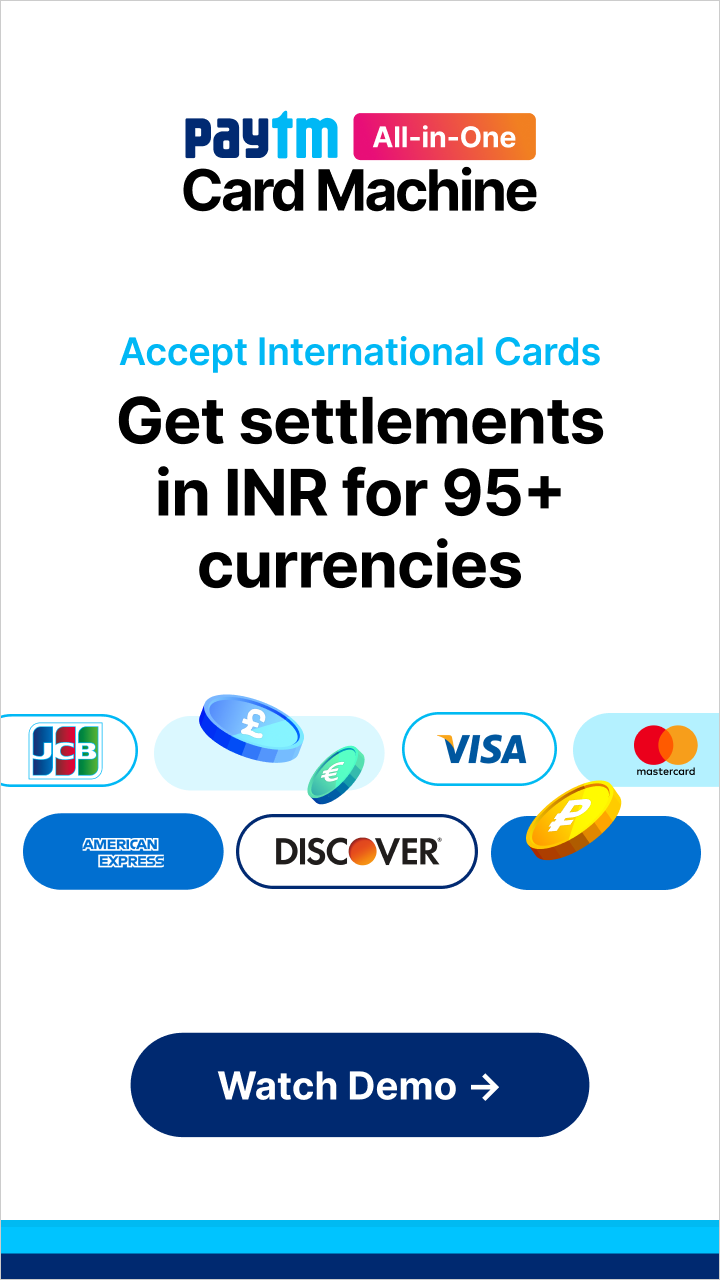 paytm All-in-One
Card Machine
Accept International Cards
Get settlements
in INR for 95+
currencies
JCB £ € VISA mastercard
AMERICAN
EXPRESS
DISCOVER® ₽
Watch Demo →